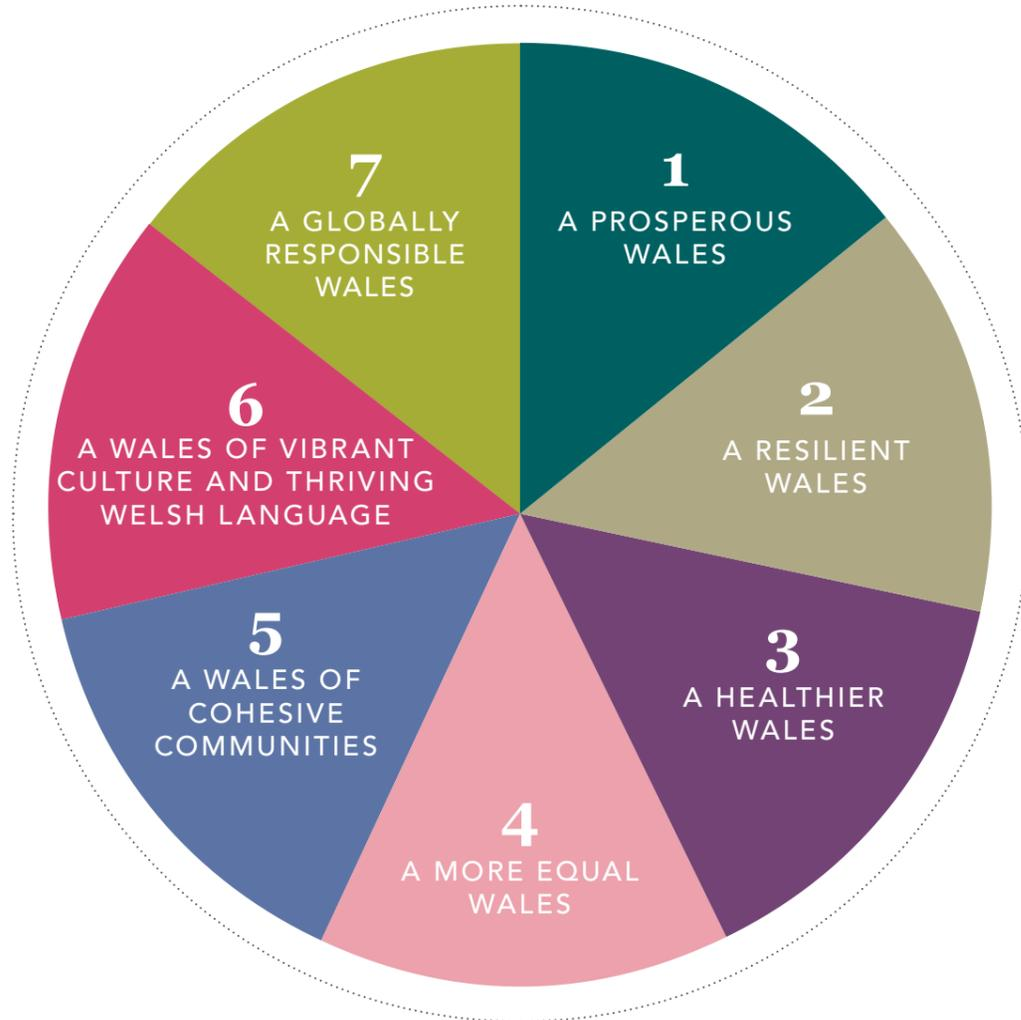 1
A PROSPEROUS
WALES
2
A RESILIENT
WALES
3
A HEALTHIER
WALES
4
A MORE EQUAL
WALES
5
A WALES OF
COHESIVE
COMMUNITIES
6
A WALES OF VIBRANT
CULTURE AND THRIVING
WELSH LANGUAGE
7
A GLOBALLY
RESPONSIBLE
WALES